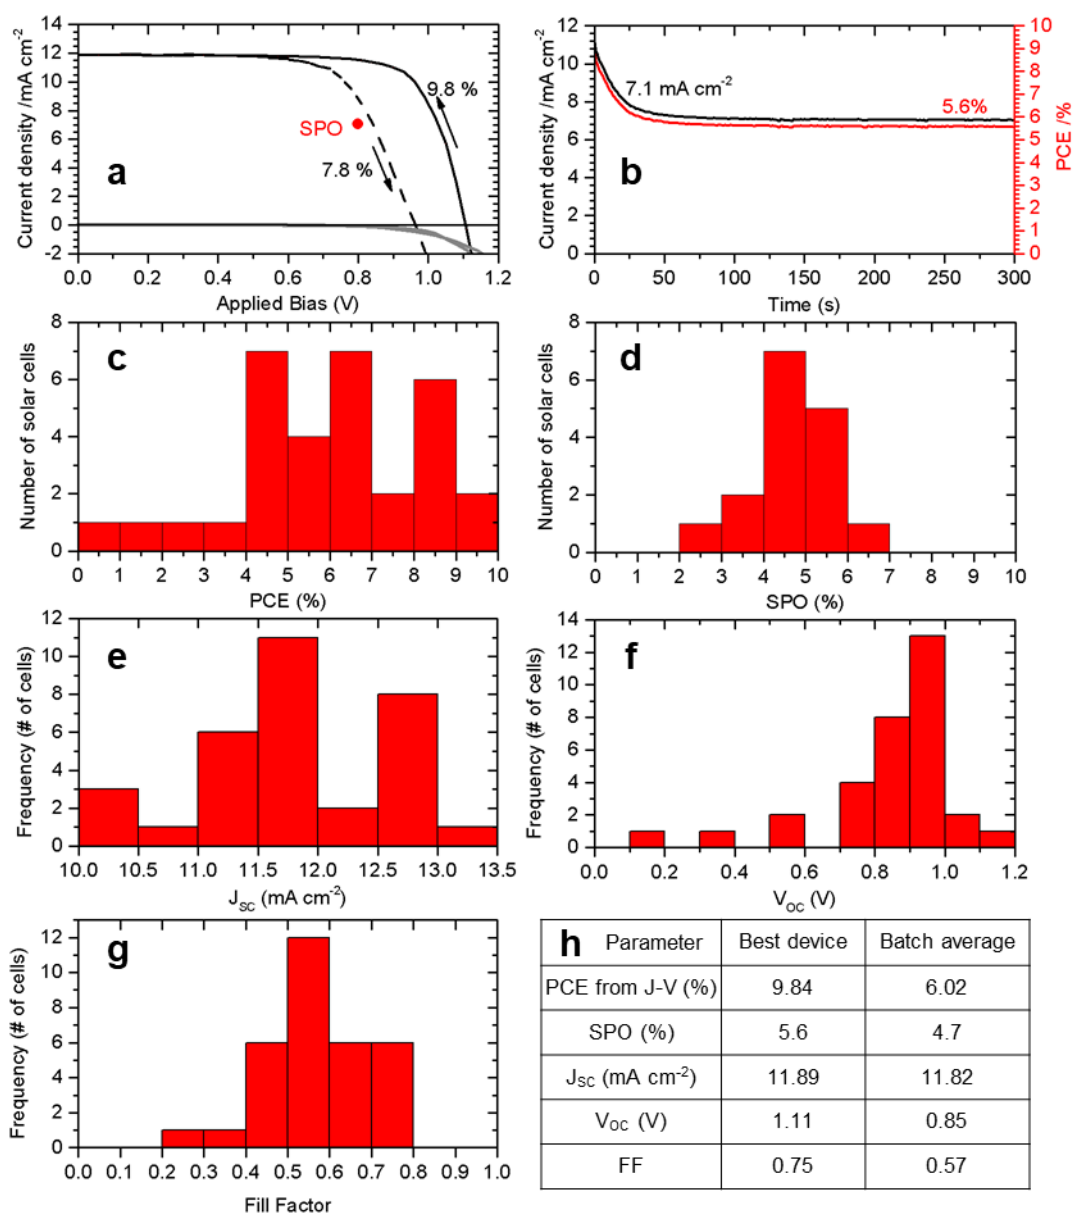 a
Current density /mA cm-2
12
10
8
6
4
2
0
-2
9.8 %
SPO
7.8 %
0.0 0.2 0.4 0.6 0.8 1.0 1.2
Applied Bias (V)
b
Current density /mA cm-2
12
10
8
6
4
2
0
7.1 mA cm-2
5.6%
10
9
8
7
6
5
4
3
2
1
0
PCE /%
0 50 100 150 200 250 300
Time (s)
c
Number of solar cells
8
6
4
2
0
0 1 2 3 4 5 6 7 8 9 10
PCE (%)
d
Number of solar cells
8
6
4
2
0
0 1 2 3 4 5 6 7 8 9 10
SPO (%)
e
Frequency (# of cells)
12
10
8
6
4
2
0
10.0 10.5 11.0 11.5 12.0 12.5 13.0 13.5
JSC (mA cm-2)
f
Frequency (# of cells)
14
12
10
8
6
4
2
0
0.0 0.2 0.4 0.6 0.8 1.0 1.2
VOC (V)
g
Frequency (# of cells)
12
10
8
6
4
2
0
0.0 0.1 0.2 0.3 0.4 0.5 0.6 0.7 0.8 0.9 1.0
Fill Factor
h Parameter Best device Batch average
PCE from J-V (%) 9.84 6.02
SPO (%) 5.6 4.7
JSC (mA cm-2) 11.89 11.82
VOC (V) 1.11 0.85
FF 0.75 0.57